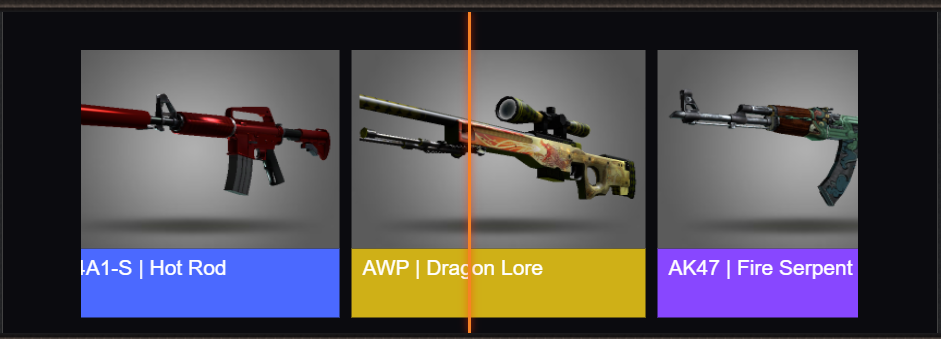 4A1-S | Hot Rod
AWP | Dragon Lore
AK47 | Fire Serpent